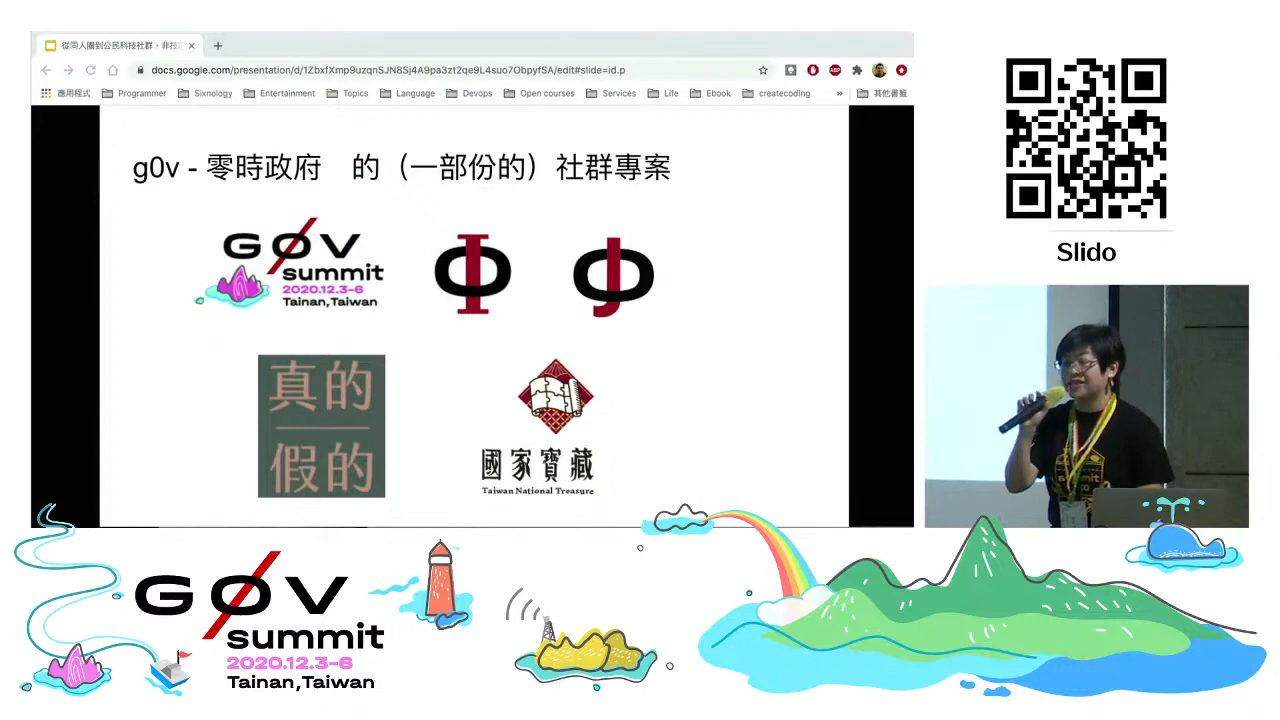 從同人圈到公民科技社群，非技
docs.google.com/presentation/d/1ZbxfXmp9uzqnSJN8Sj4A9pa3zt2qe9L4suo7ObpyfSA/edit#slide=id.p
應用程式 Programmer Sixnology Entertainment Topics Language Devops Open courses Services Life Ebook createcoding » 其他書籤
g0v - 零時政府 的（一部份的）社群專案
G0V
summit
2020.12.3-6
Tainan,Taiwan
真的
假的
國家寶藏
Taiwan National Treasure
Slido
G0V
summit
2020.12.3-6
Tainan,Taiwan